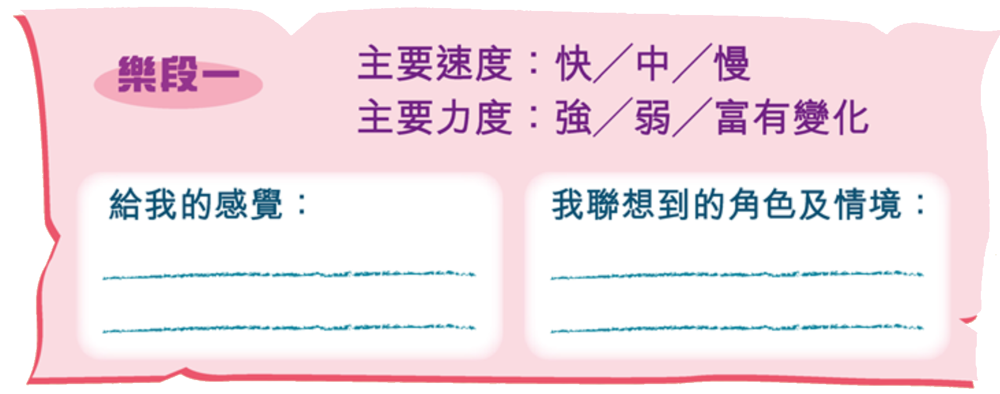 樂段一
主要速度：快／中／慢
主要力度：強／弱／富有變化
給我的感覺：
我聯想到的角色及情境：